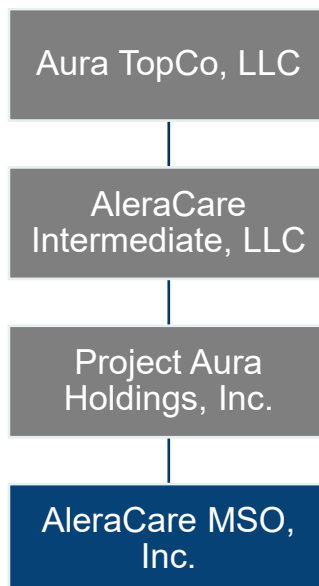 Aura TopCo, LLC
AleraCare
Intermediate, LLC
Project Aura
Holdings, Inc.
AleraCare MSO,
Inc.